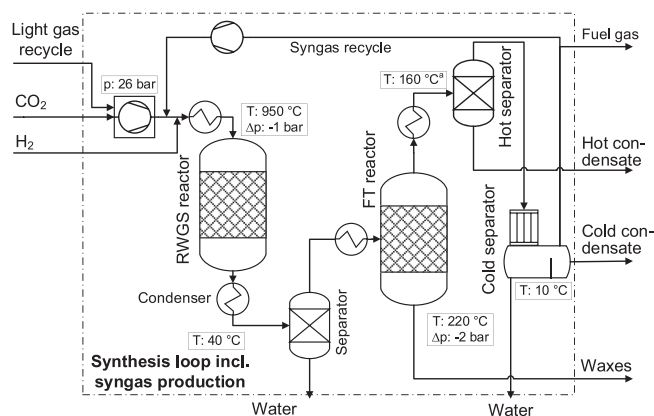 Light gas
recycle
CO₂
H₂
p: 26 bar
Syngas recycle
T: 950 °C
Δp: -1 bar
RWGS reactor
Condenser
T: 40 °C
Separator
Water
Synthesis loop incl.
syngas production
FT reactor
T: 160 °Cᵃ
T: 220 °C
Δp: -2 bar
Hot separator
Cold separator
T: 10 °C
Fuel gas
Hot con-
densate
Cold con-
densate
Waxes
Water